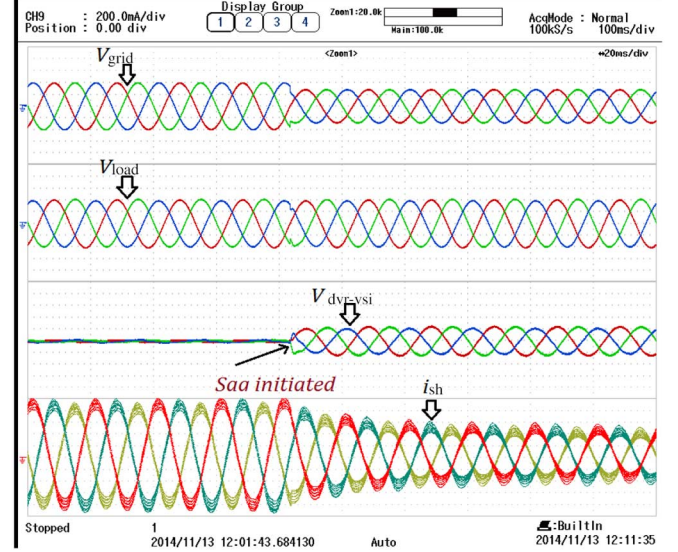 CH9 : 200.0mA/div
Position : 0.00 div
Display Group
1 2 3 4
Zoom1:20.0k
Main:100.0k
AcqMode : Normal
100kS/s 100ms/div
<Zoom1>
⇔20ms/div
Vgrid
Vload
V dvr-vsi
Saa initiated
ish
Stopped
1
2014/11/13 12:01:43.684130
Auto
:BuiltIn
2014/11/13 12:11:35